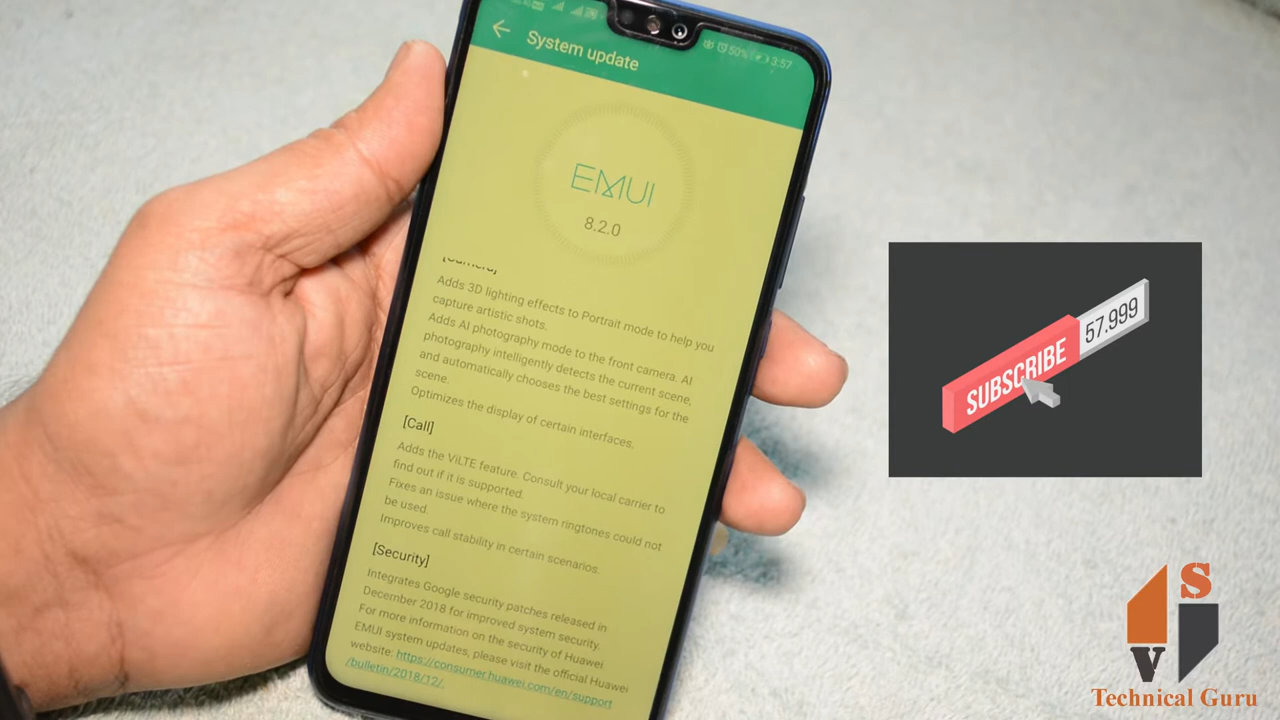 System update
50%
3:57
EMUI
8.2.0
[Camera]
Adds 3D lighting effects to Portrait mode to help you
capture artistic shots.
Adds AI photography mode to the front camera. AI
photography intelligently detects the current scene,
and automatically chooses the best settings for the
scene.
Optimizes the display of certain interfaces.
[Call]
Adds the ViLTE feature. Consult your local carrier to
find out if it is supported.
Fixes an issue where the system ringtones could not
be used.
Improves call stability in certain scenarios.
[Security]
Integrates Google security patches released in
December 2018 for improved system security.
For more information on the security of Huawei
EMUI system updates, please visit the official Huawei
website: https://consumer.huawei.com/en/support
/bulletin/2018/12/.
SUBSCRIBE
57.999
S
V
Technical Guru